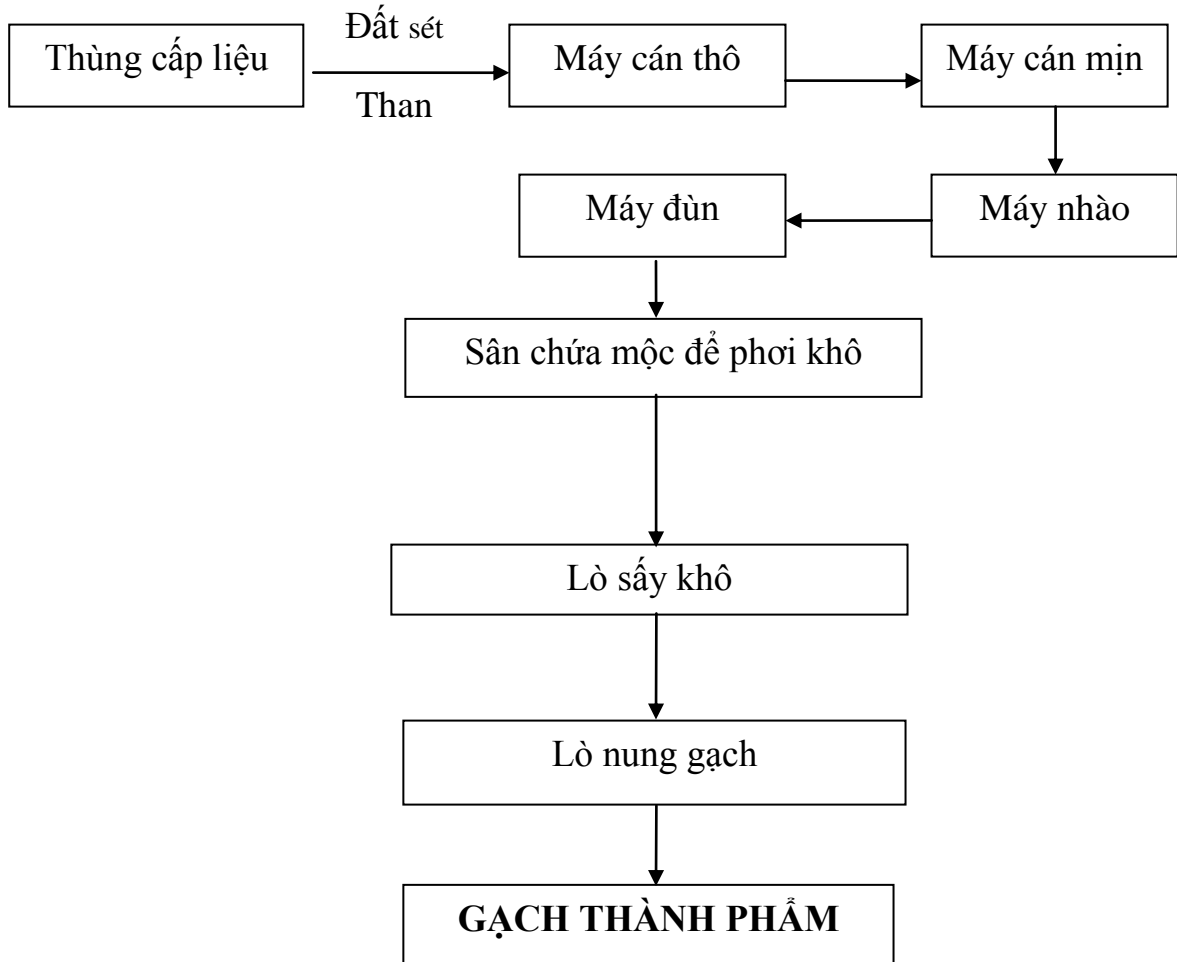 Thùng cấp liệu
Đất sét
Than
Máy cán thô
Máy cán mịn
Máy nhào
Máy đùn
Sân chứa mộc để phơi khô
Lò sấy khô
Lò nung gạch
GẠCH THÀNH PHẨM